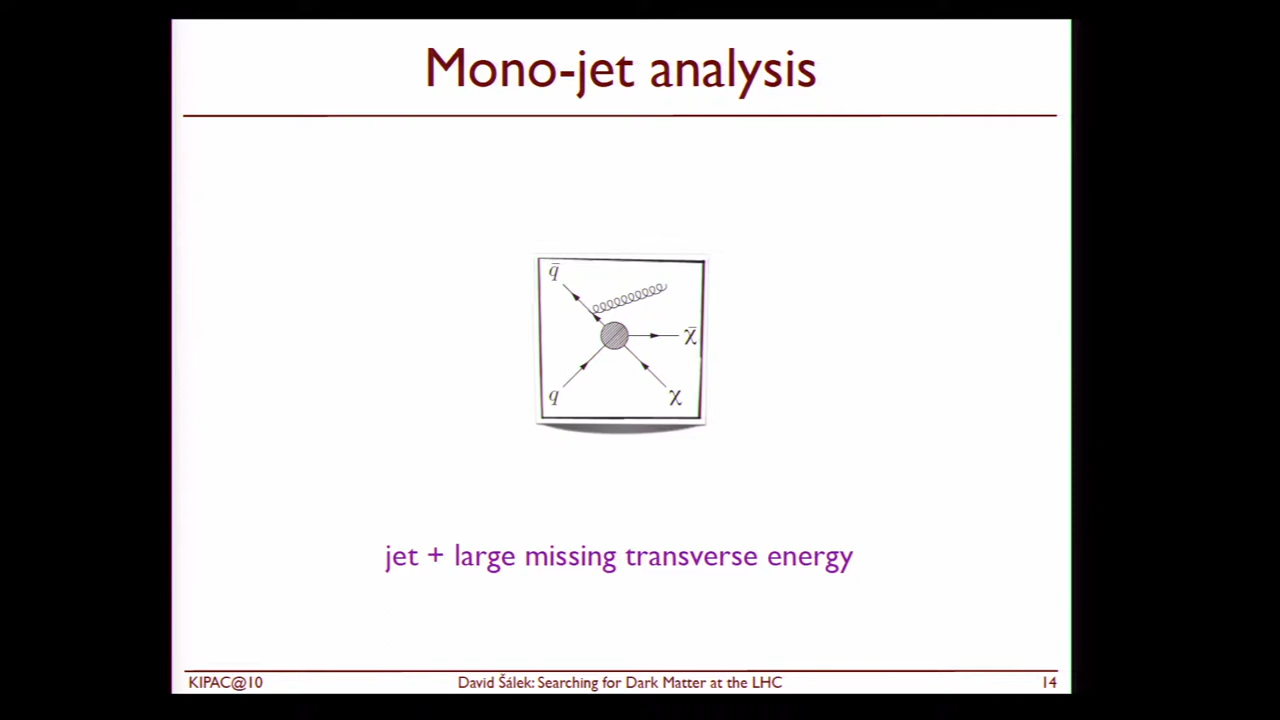 Mono-jet analysis
q̄
χ̄
q
χ
jet + large missing transverse energy
KIPAC@10
David Šálek: Searching for Dark Matter at the LHC
14